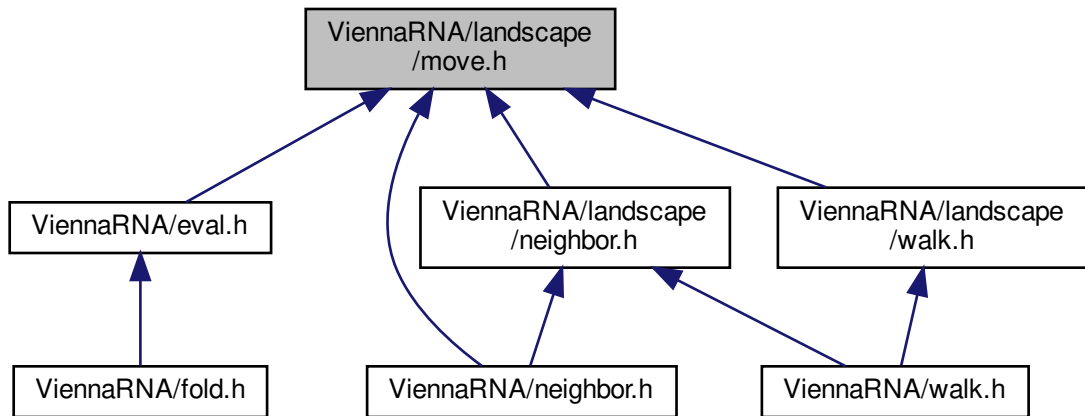 ViennaRNA/landscape
/move.h
ViennaRNA/eval.h
ViennaRNA/landscape
/neighbor.h
ViennaRNA/landscape
/walk.h
ViennaRNA/fold.h
ViennaRNA/neighbor.h
ViennaRNA/walk.h